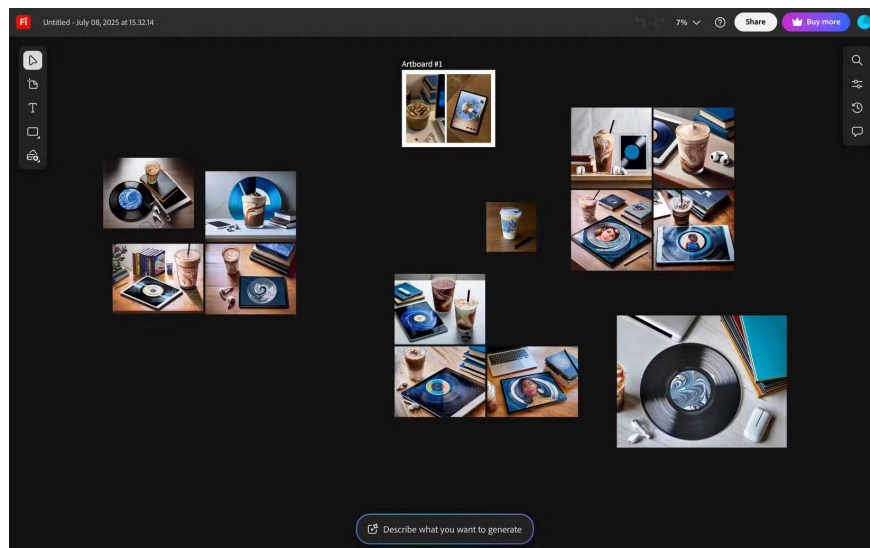 Fi
Untitled - July 08, 2025 at 15.32.14
7%
Share
Buy more
T
Artboard #1
Describe what you want to generate